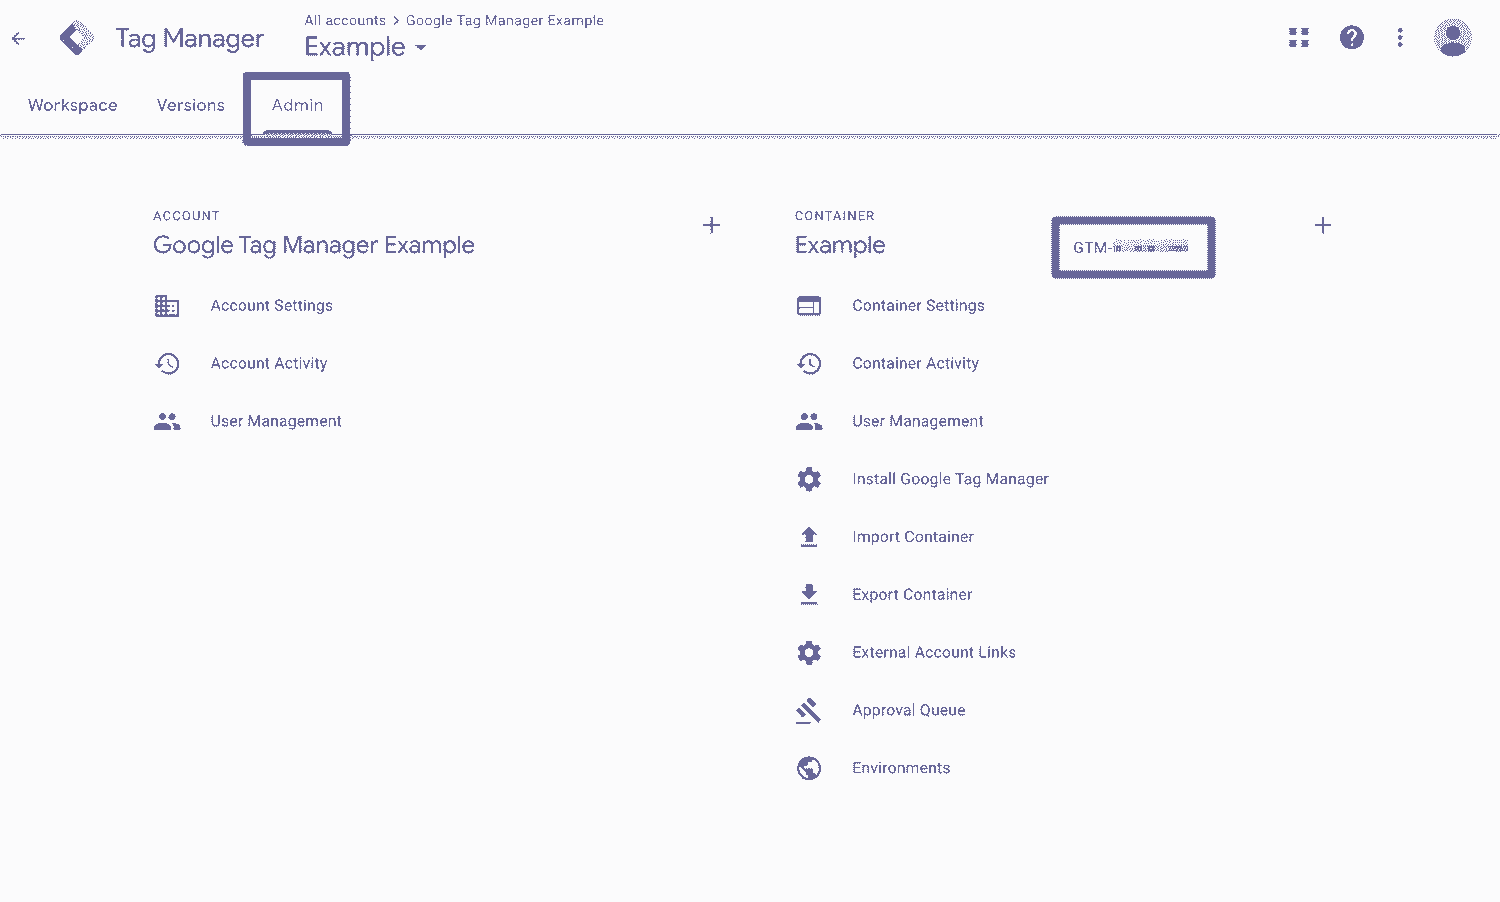 All accounts > Google Tag Manager Example
Tag Manager
Example
Workspace
Versions
Admin
ACCOUNT
Google Tag Manager Example
Account Settings
Account Activity
User Management
CONTAINER
Example
GTM-
Container Settings
Container Activity
User Management
Install Google Tag Manager
Import Container
Export Container
External Account Links
Approval Queue
Environments